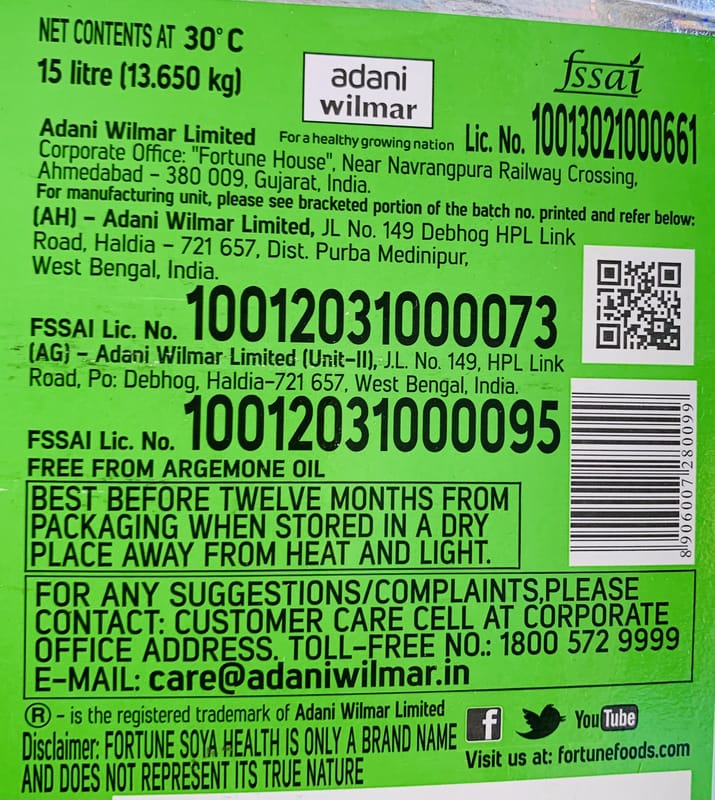 NET CONTENTS AT 30°C
15 litre (13.650 kg)
adani
wilmar
For a healthy growing nation
fssai
Lic. No. 10013021000661
Adani Wilmar Limited
Corporate Office: "Fortune House", Near Navrangpura Railway Crossing,
Ahmedabad - 380 009, Gujarat, India.
For manufacturing unit, please see bracketed portion of the batch no. printed and refer below:
(AH) - Adani Wilmar Limited, JL No. 149 Debhog HPL Link
Road, Haldia - 721 657, Dist. Purba Medinipur,
West Bengal, India.
FSSAI Lic. No. 10012031000073
(AG) - Adani Wilmar Limited (Unit-II), J.L. No. 149, HPL Link
Road, Po: Debhog, Haldia-721 657, West Bengal, India.
FSSAI Lic. No. 10012031000095
FREE FROM ARGEMONE OIL
BEST BEFORE TWELVE MONTHS FROM
PACKAGING WHEN STORED IN A DRY
PLACE AWAY FROM HEAT AND LIGHT.
8906007280099
FOR ANY SUGGESTIONS/COMPLAINTS,PLEASE
CONTACT: CUSTOMER CARE CELL AT CORPORATE
OFFICE ADDRESS. TOLL-FREE NO.: 1800 572 9999
E-MAIL: care@adaniwilmar.in
® - is the registered trademark of Adani Wilmar Limited
Disclaimer: FORTUNE SOYA HEALTH IS ONLY A BRAND NAME
AND DOES NOT REPRESENT ITS TRUE NATURE
f
YouTube
Visit us at: fortunefoods.com